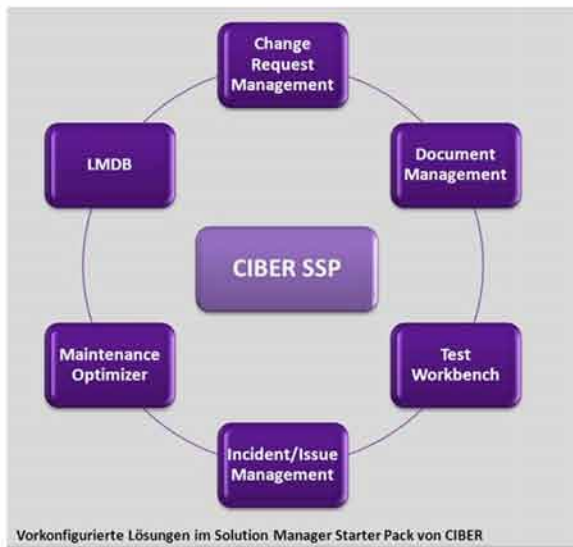 Change
Request
Management
LMDB
Document
Management
CIBER SSP
Maintenance
Optimizer
Test
Workbench
Incident/Issue
Management
Vorkonfigurierte Lösungen im Solution Manager Starter Pack von CIBER